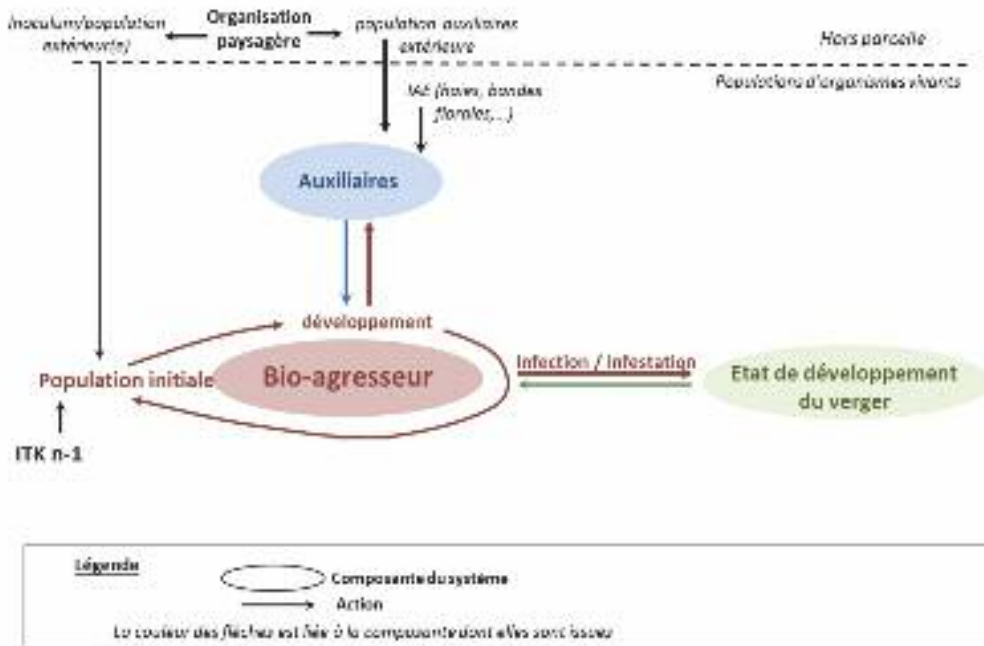 Inoculum/population
extérieur(e)
Organisation
paysagère
population auxiliaires
extérieure
Hors parcelle
Populations d'organismes vivants
IAE (haies, bandes
florales,...)
Auxiliaires
développement
Population initiale
Bio-agresseur
Infection / Infestation
Etat de développement
du verger
ITK n-1
Légende
Composante du système
Action
La couleur des flèches est liée à la composante dont elles sont issues